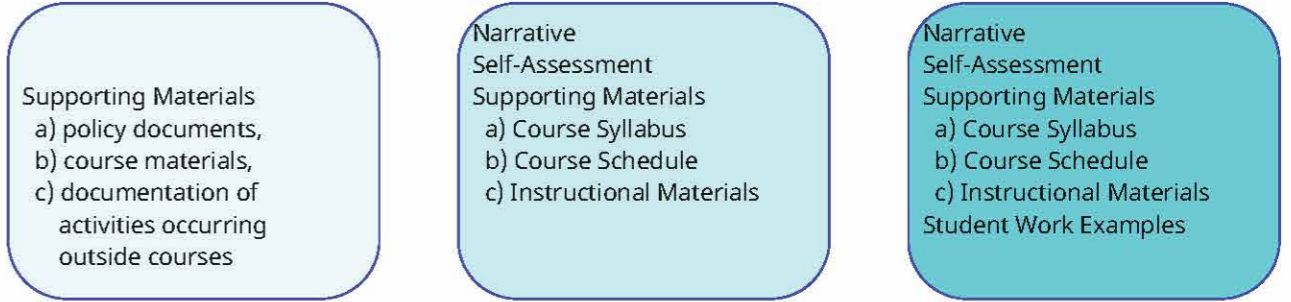 Supporting Materials
a) policy documents,
b) course materials,
c) documentation of
activities occurring
outside courses
Narrative
Self-Assessment
Supporting Materials
a) Course Syllabus
b) Course Schedule
c) Instructional Materials
Narrative
Self-Assessment
Supporting Materials
a) Course Syllabus
b) Course Schedule
c) Instructional Materials
Student Work Examples